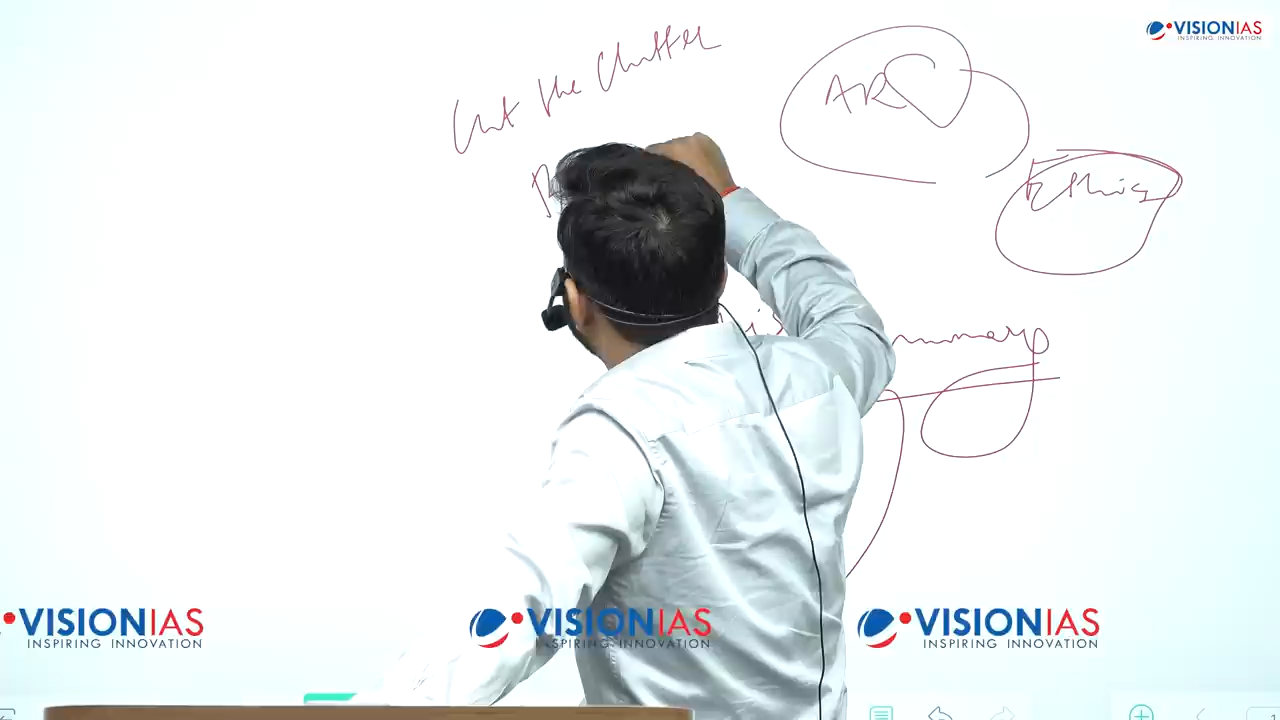 VISIONIAS
INSPIRING INNOVATION
Cut the Clutter
ARC
Ethics
VISIONIAS
INSPIRING INNOVATION
VISIONIAS
INSPIRING INNOVATION
VISIONIAS
INSPIRING INNOVATION